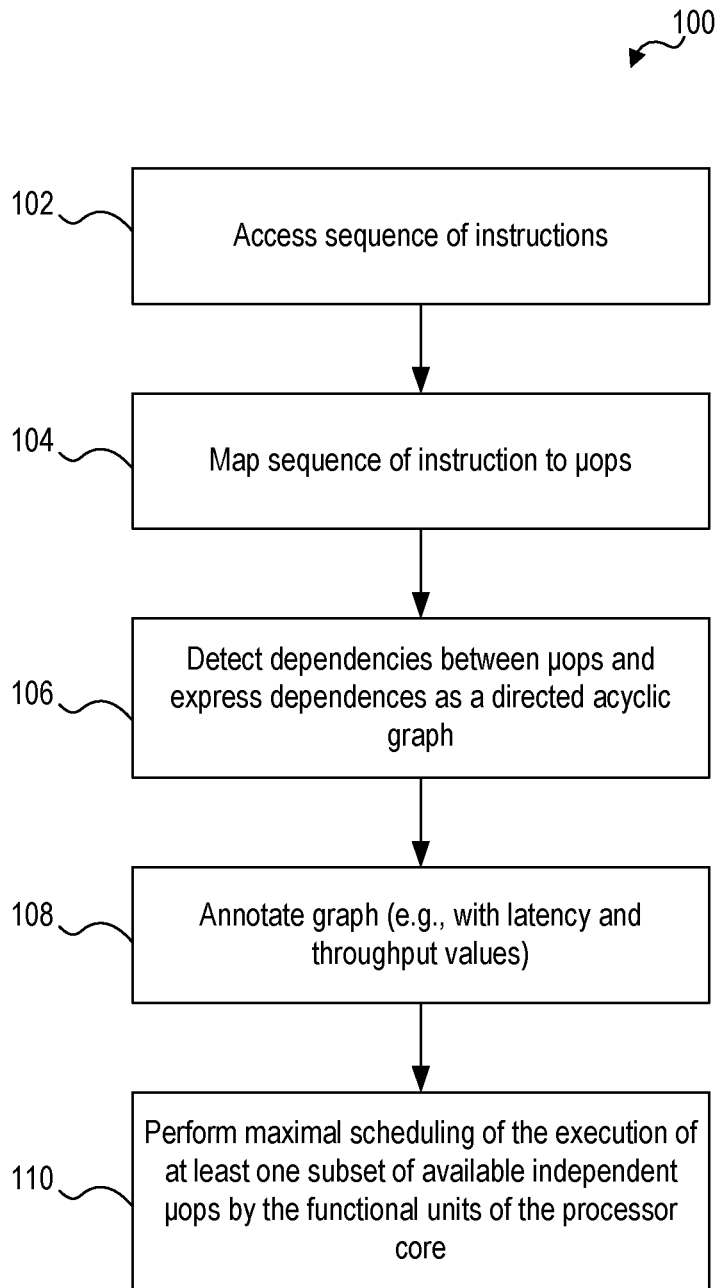 100
102
Access sequence of instructions
104
Map sequence of instruction to µops
106
Detect dependencies between µops and
express dependences as a directed acyclic
graph
108
Annotate graph (e.g., with latency and
throughput values)
110
Perform maximal scheduling of the execution of
at least one subset of available independent
µops by the functional units of the processor
core